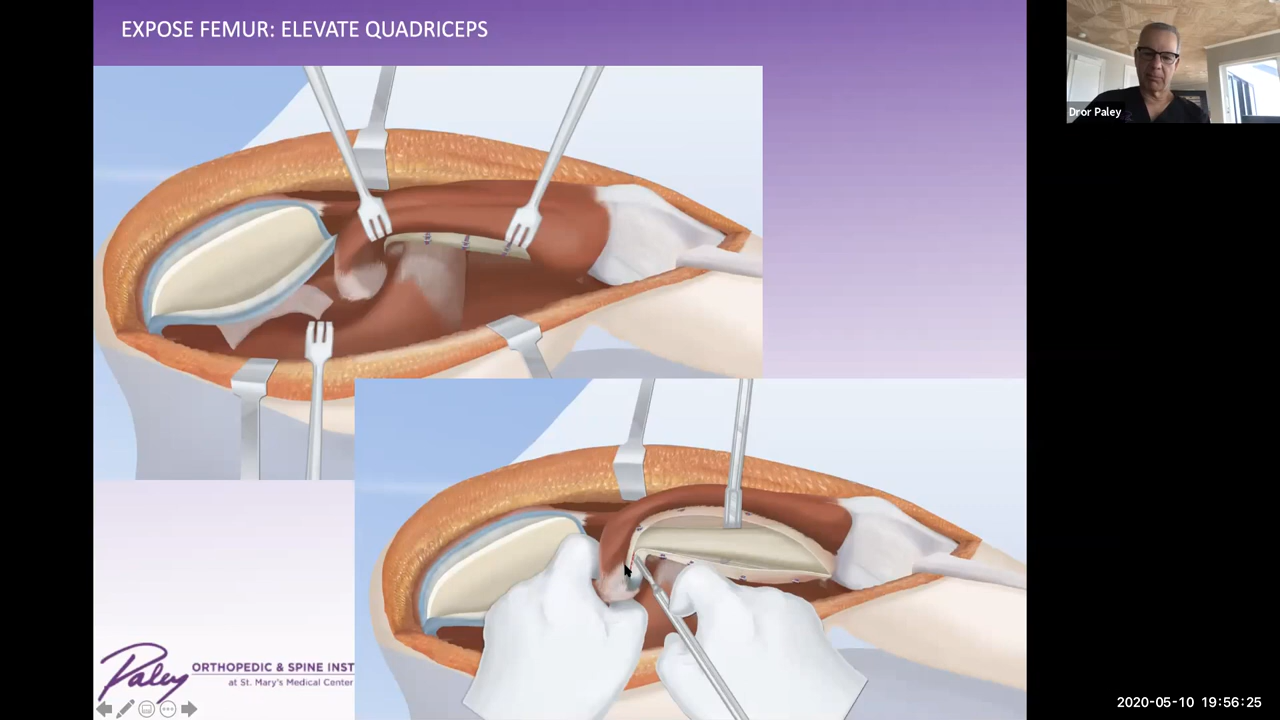 EXPOSE FEMUR: ELEVATE QUADRICEPS
Dror Paley
Paley
ORTHOPEDIC & SPINE INST
at St. Mary's Medical Center
2020-05-10 19:56:25